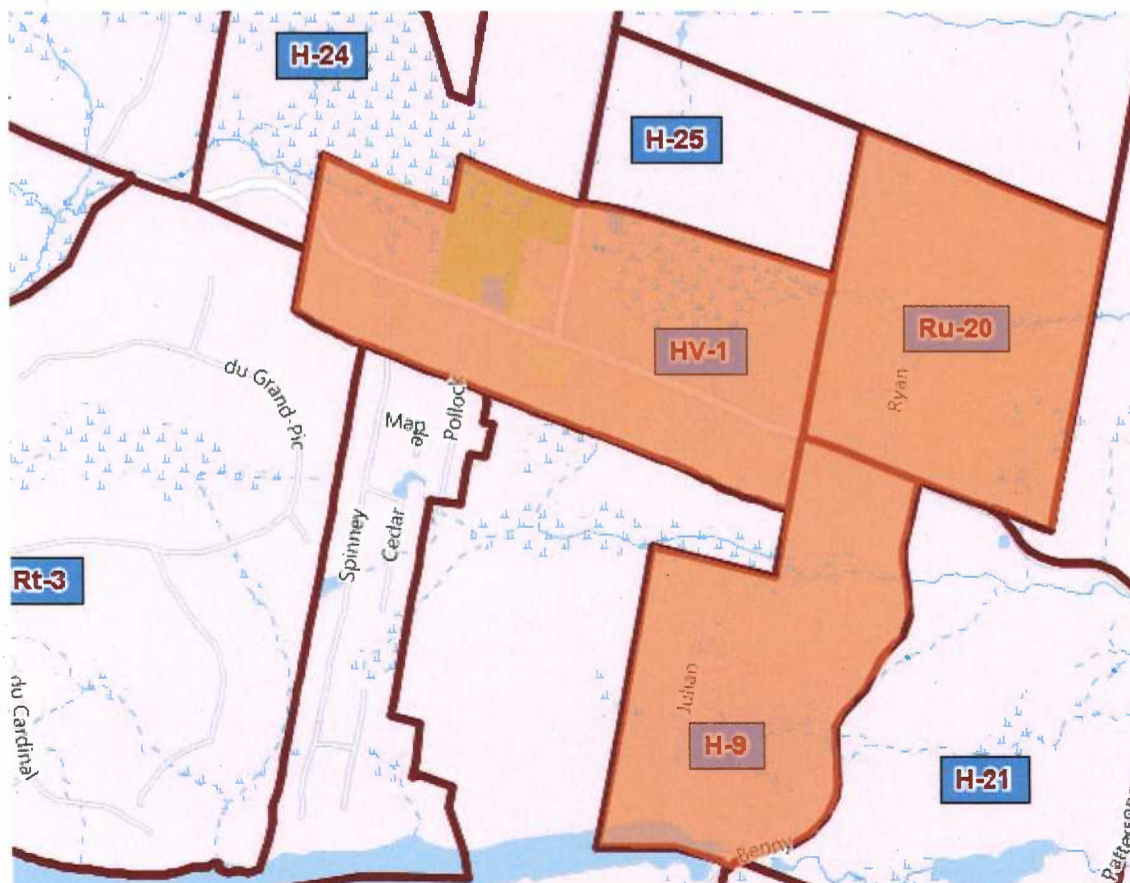 H-24
H-25
HV-1
Ru-20
Ryan
du Grand-Pic
Maple
Pollock
Spinney
Cedar
Rt-3
du Cardinal
Julian
H-9
H-21
Benny